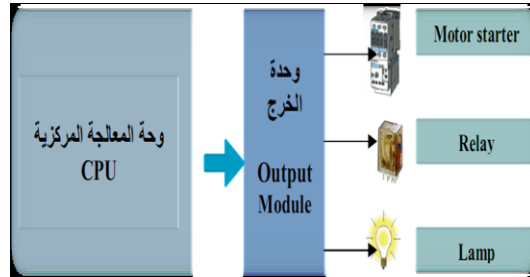 وحة المعالجة المركزية
CPU
وحدة
الخرج
Output
Module
Motor starter
Relay
Lamp